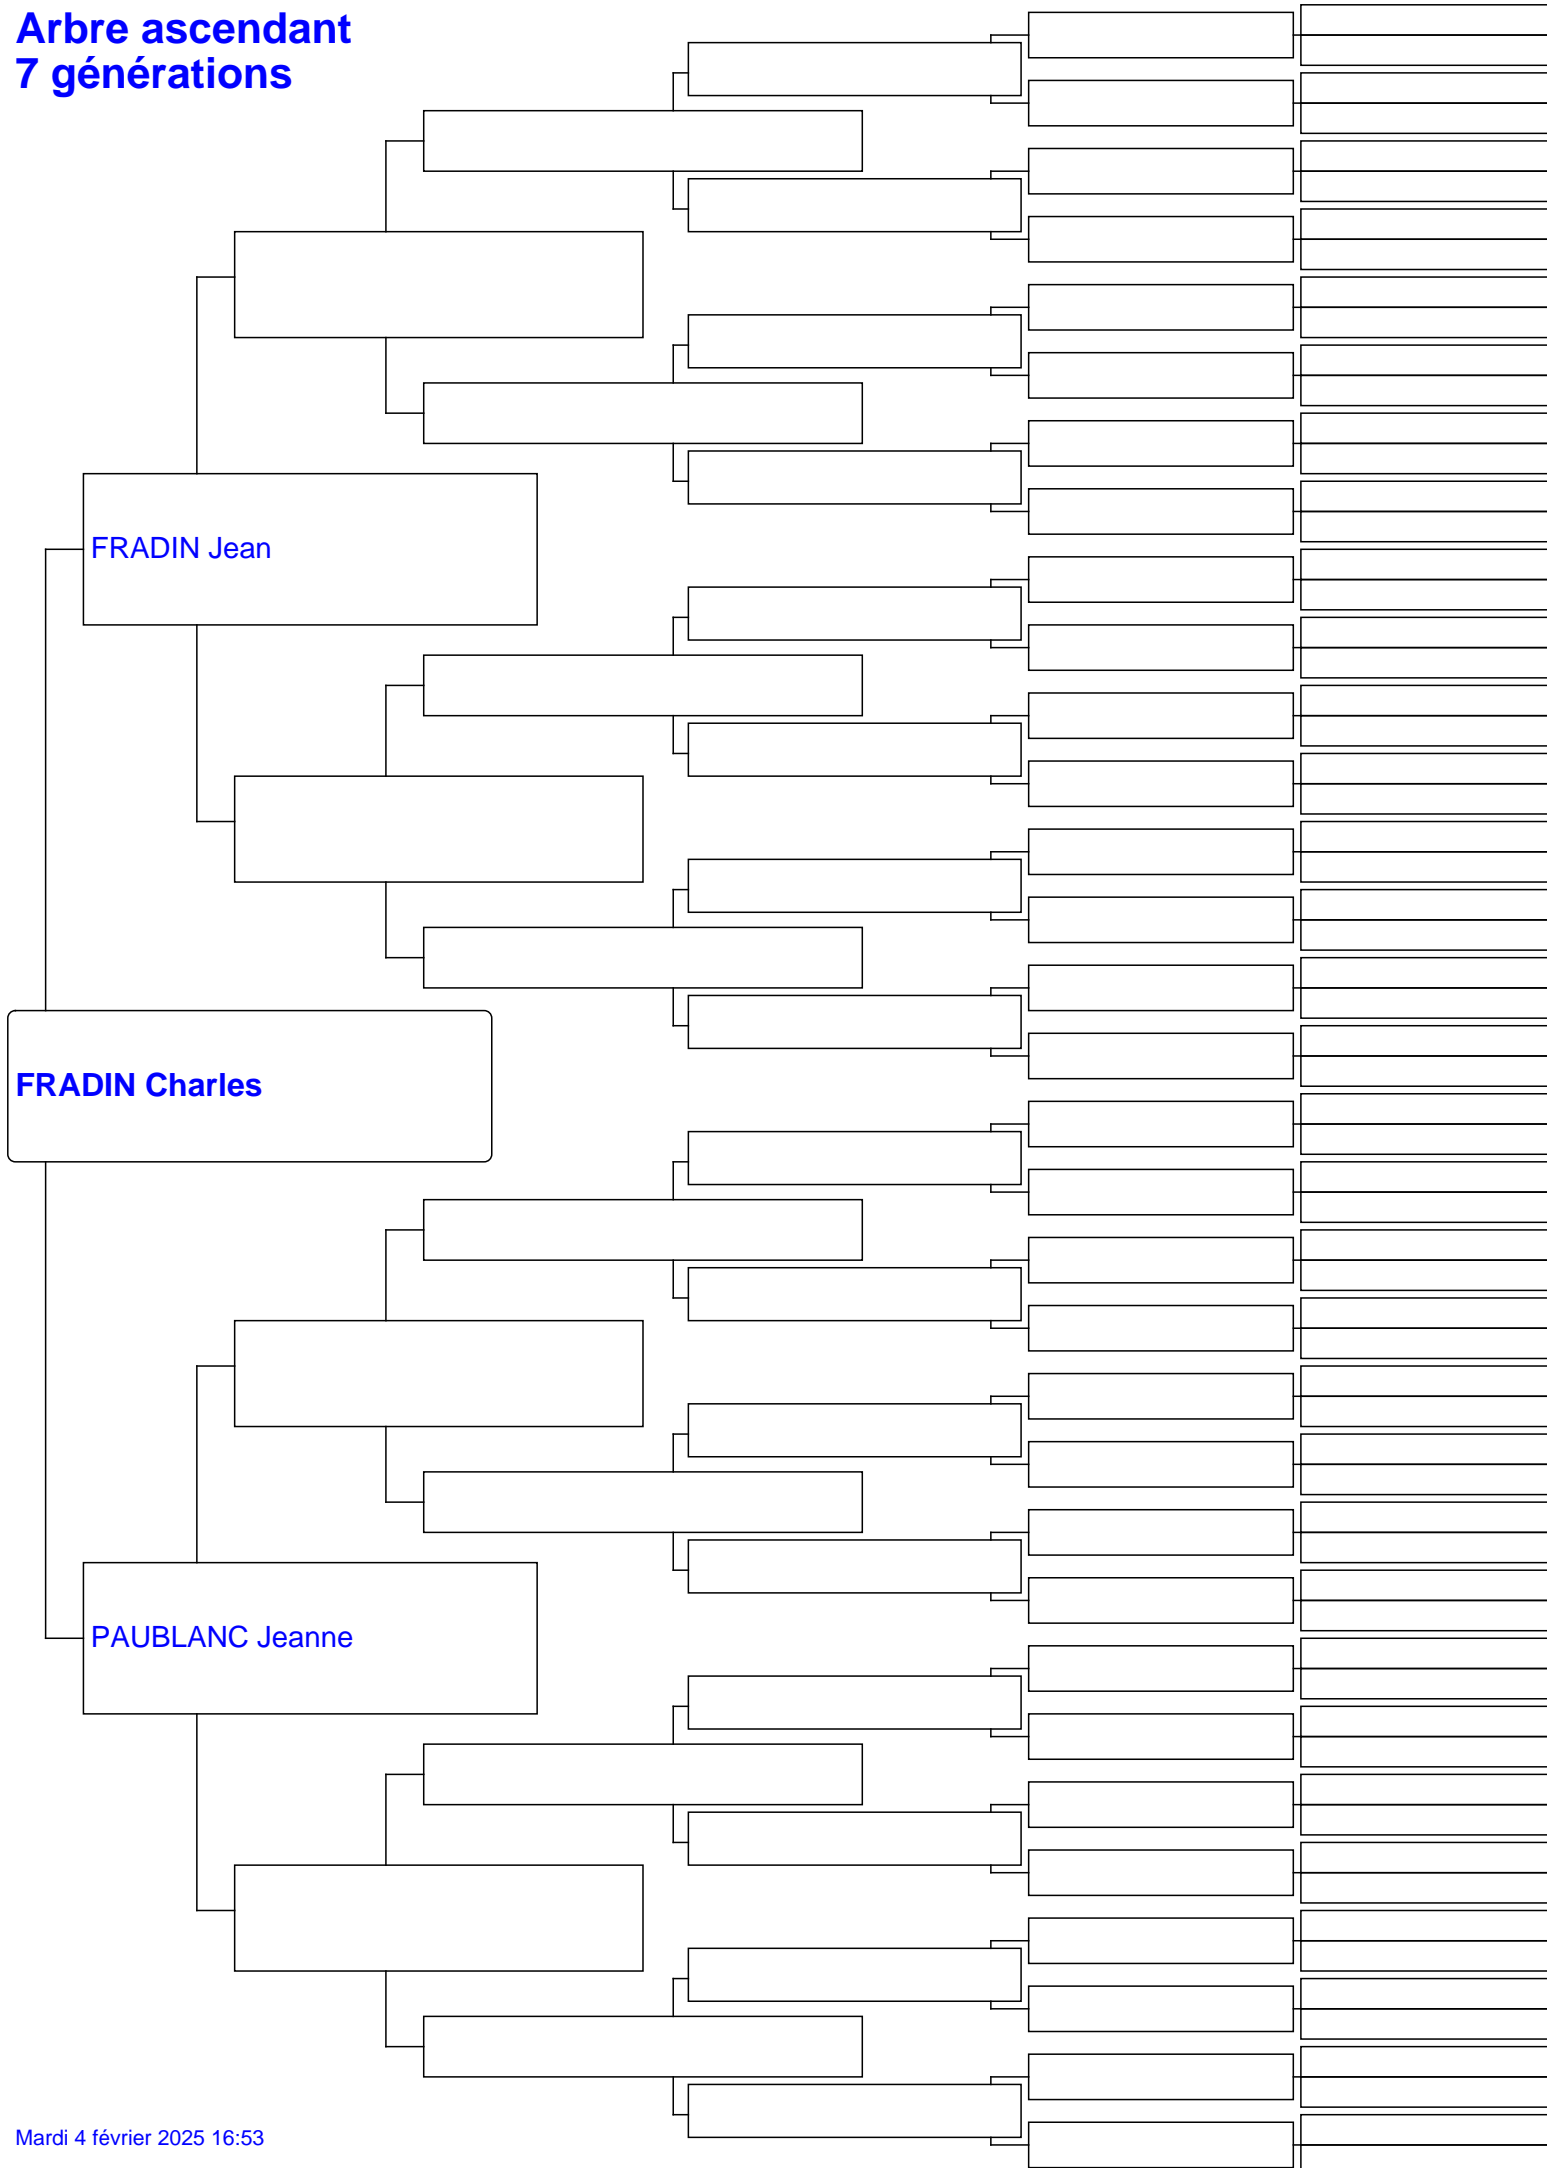 Arbre ascendant
7 générations
FRADIN Jean
FRADIN Charles
PAUBLANC Jeanne
Mardi 4 février 2025 16:53